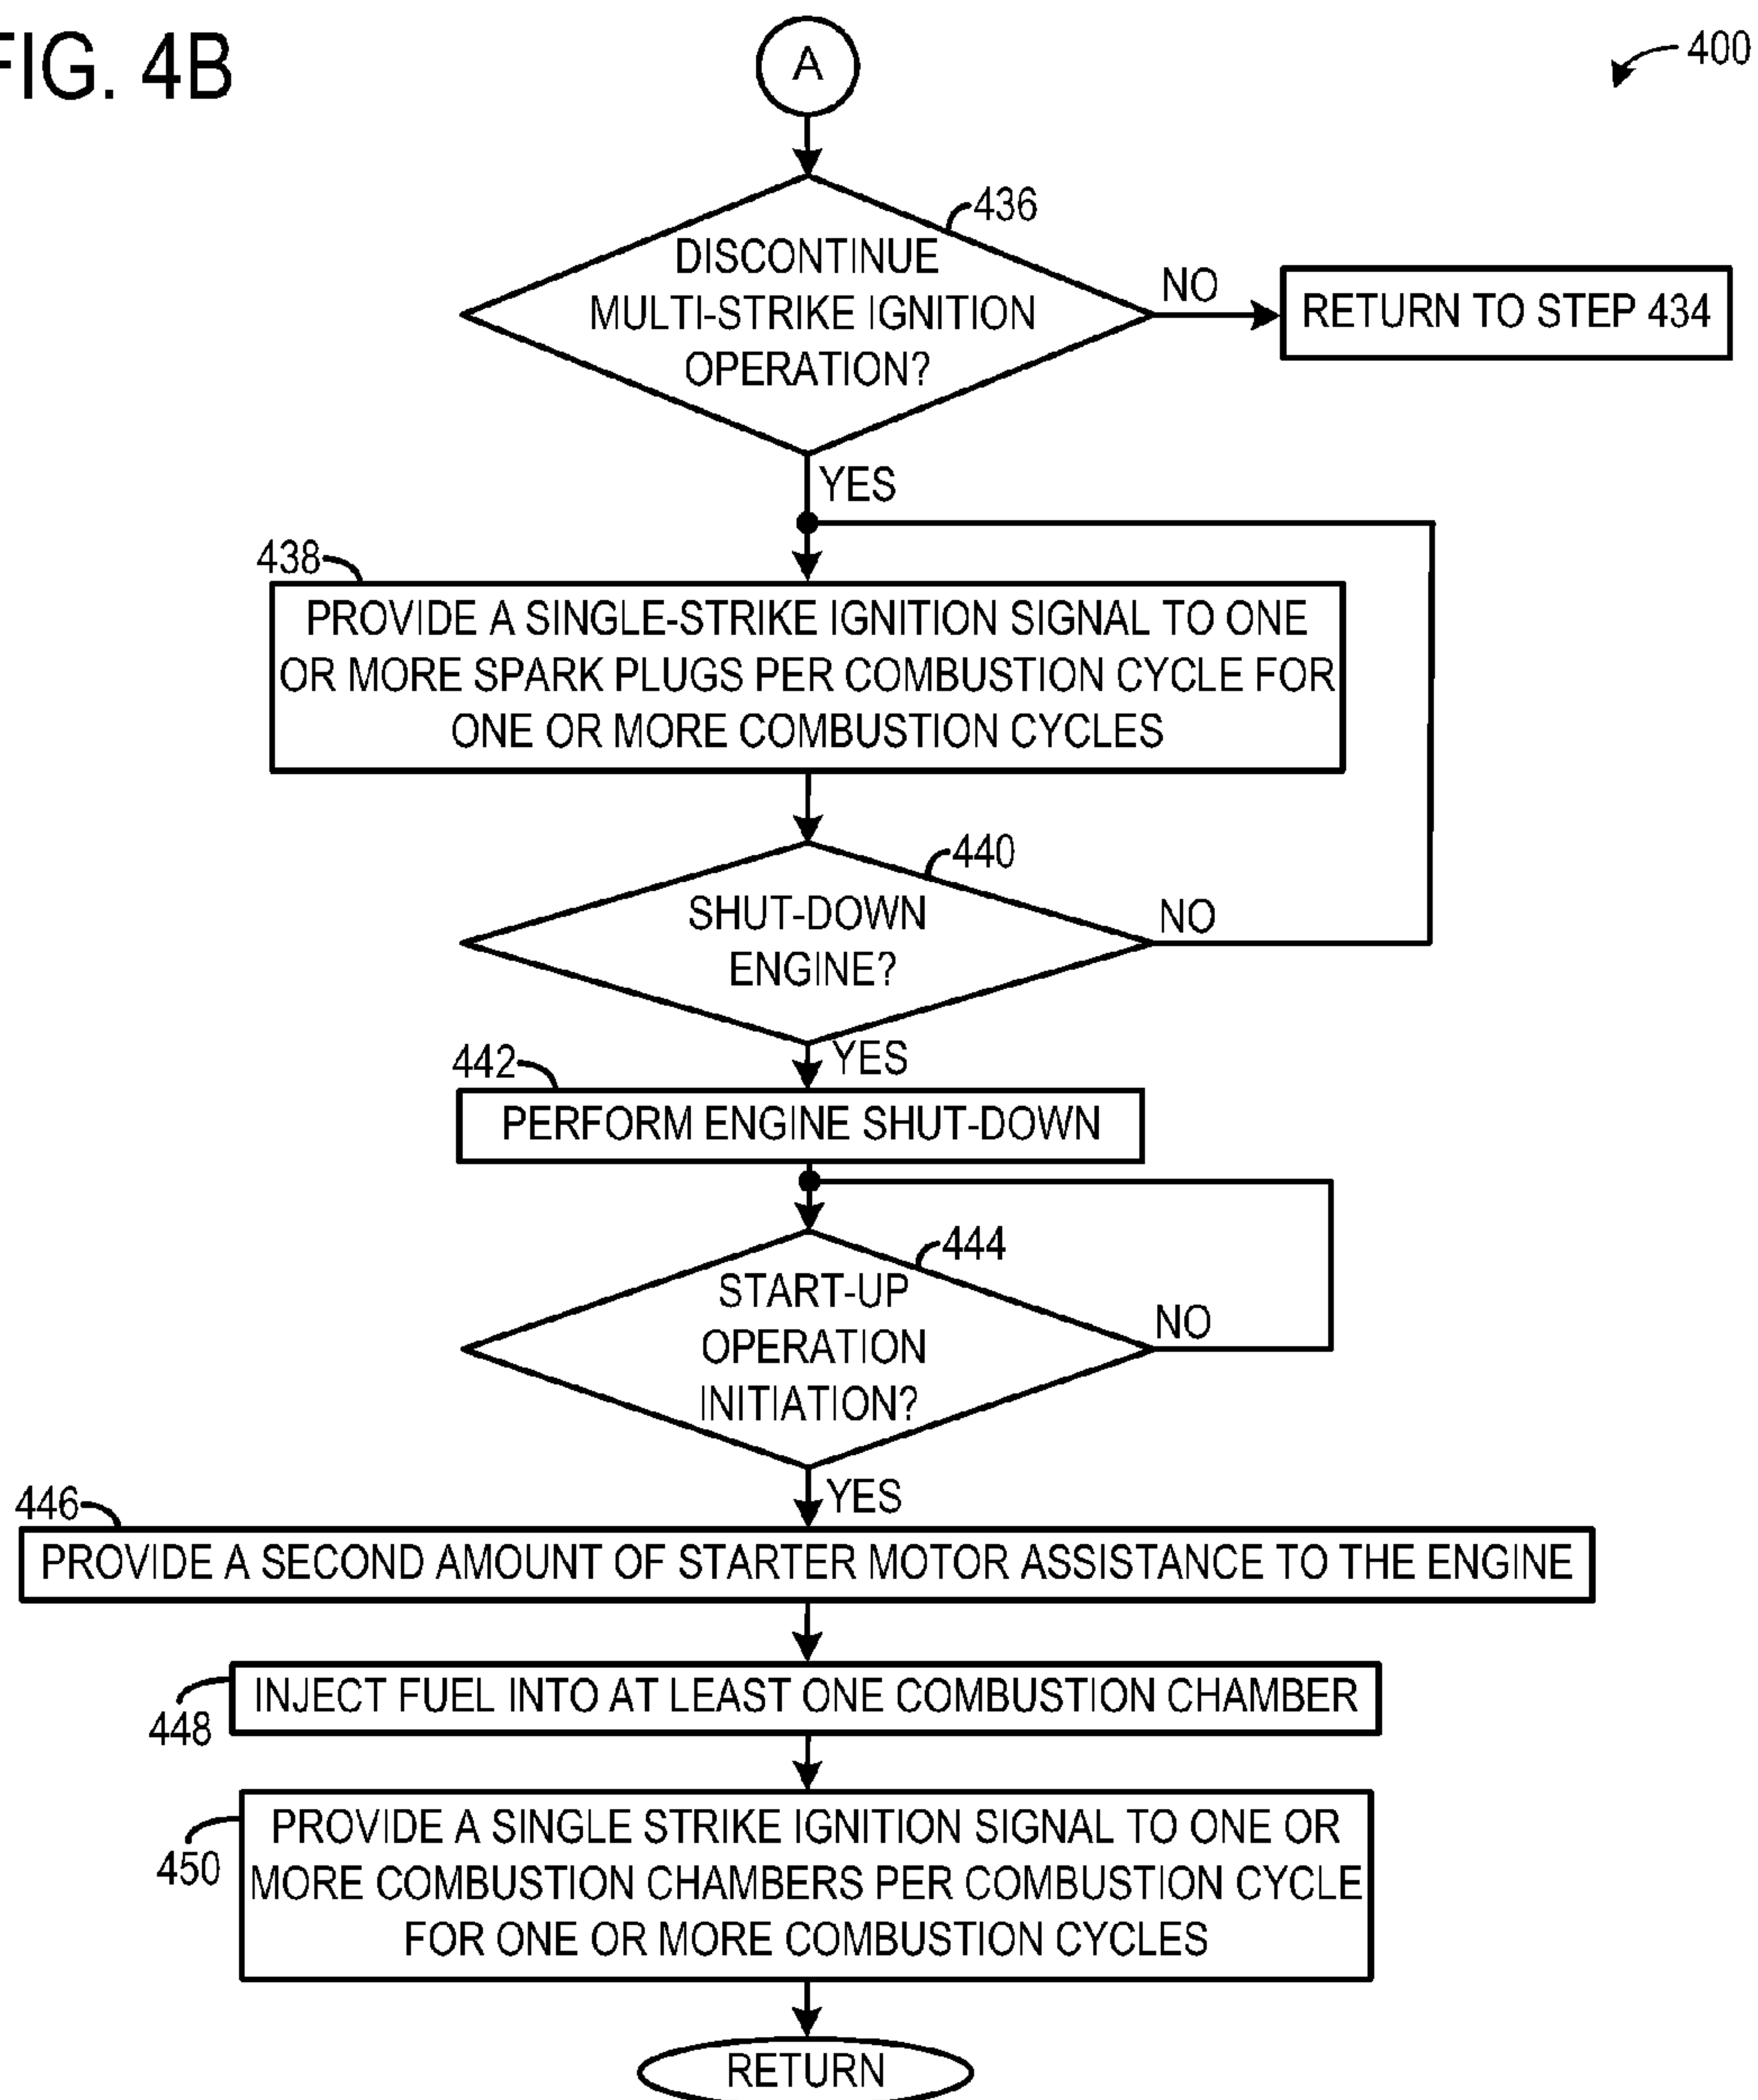 FIG. 4B
400
A
436
DISCONTINUE
MULTI-STRIKE IGNITION
OPERATION?
NO
RETURN TO STEP 434
YES
438
PROVIDE A SINGLE-STRIKE IGNITION SIGNAL TO ONE
OR MORE SPARK PLUGS PER COMBUSTION CYCLE FOR
ONE OR MORE COMBUSTION CYCLES
440
SHUT-DOWN
ENGINE?
NO
YES
442
PERFORM ENGINE SHUT-DOWN
444
START-UP
OPERATION
INITIATION?
NO
YES
446
PROVIDE A SECOND AMOUNT OF STARTER MOTOR ASSISTANCE TO THE ENGINE
448
INJECT FUEL INTO AT LEAST ONE COMBUSTION CHAMBER
450
PROVIDE A SINGLE STRIKE IGNITION SIGNAL TO ONE OR
MORE COMBUSTION CHAMBERS PER COMBUSTION CYCLE
FOR ONE OR MORE COMBUSTION CYCLES
RETURN